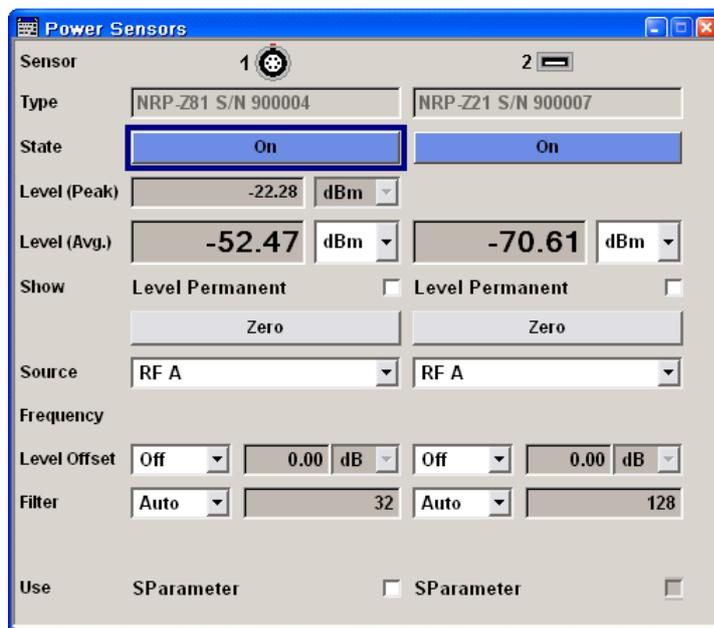 Power Sensors
Sensor 1 2
Type NRP-Z81 S/N 900004 NRP-Z21 S/N 900007
State On On
Level (Peak) -22.28 dBm
Level (Avg.) -52.47 dBm -70.61 dBm
Show Level Permanent Level Permanent
Zero Zero
Source RF A RF A
Frequency
Level Offset Off 0.00 dB Off 0.00 dB
Filter Auto 32 Auto 128
Use SParameter SParameter